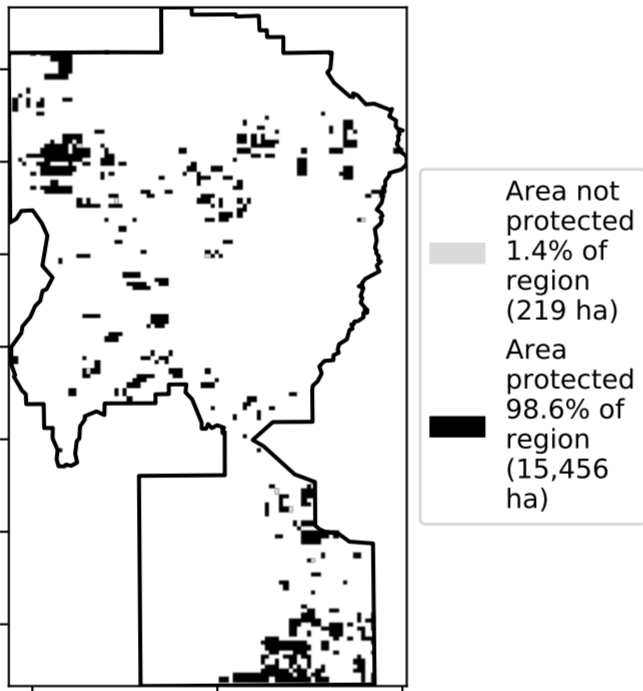 Area not
protected
1.4% of
region
(219 ha)
Area
protected
98.6% of
region
(15,456
ha)